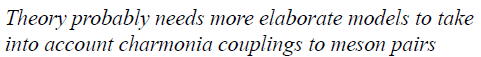 Theory probably needs more elaborate models to take
into account charmonia couplings to meson pairs